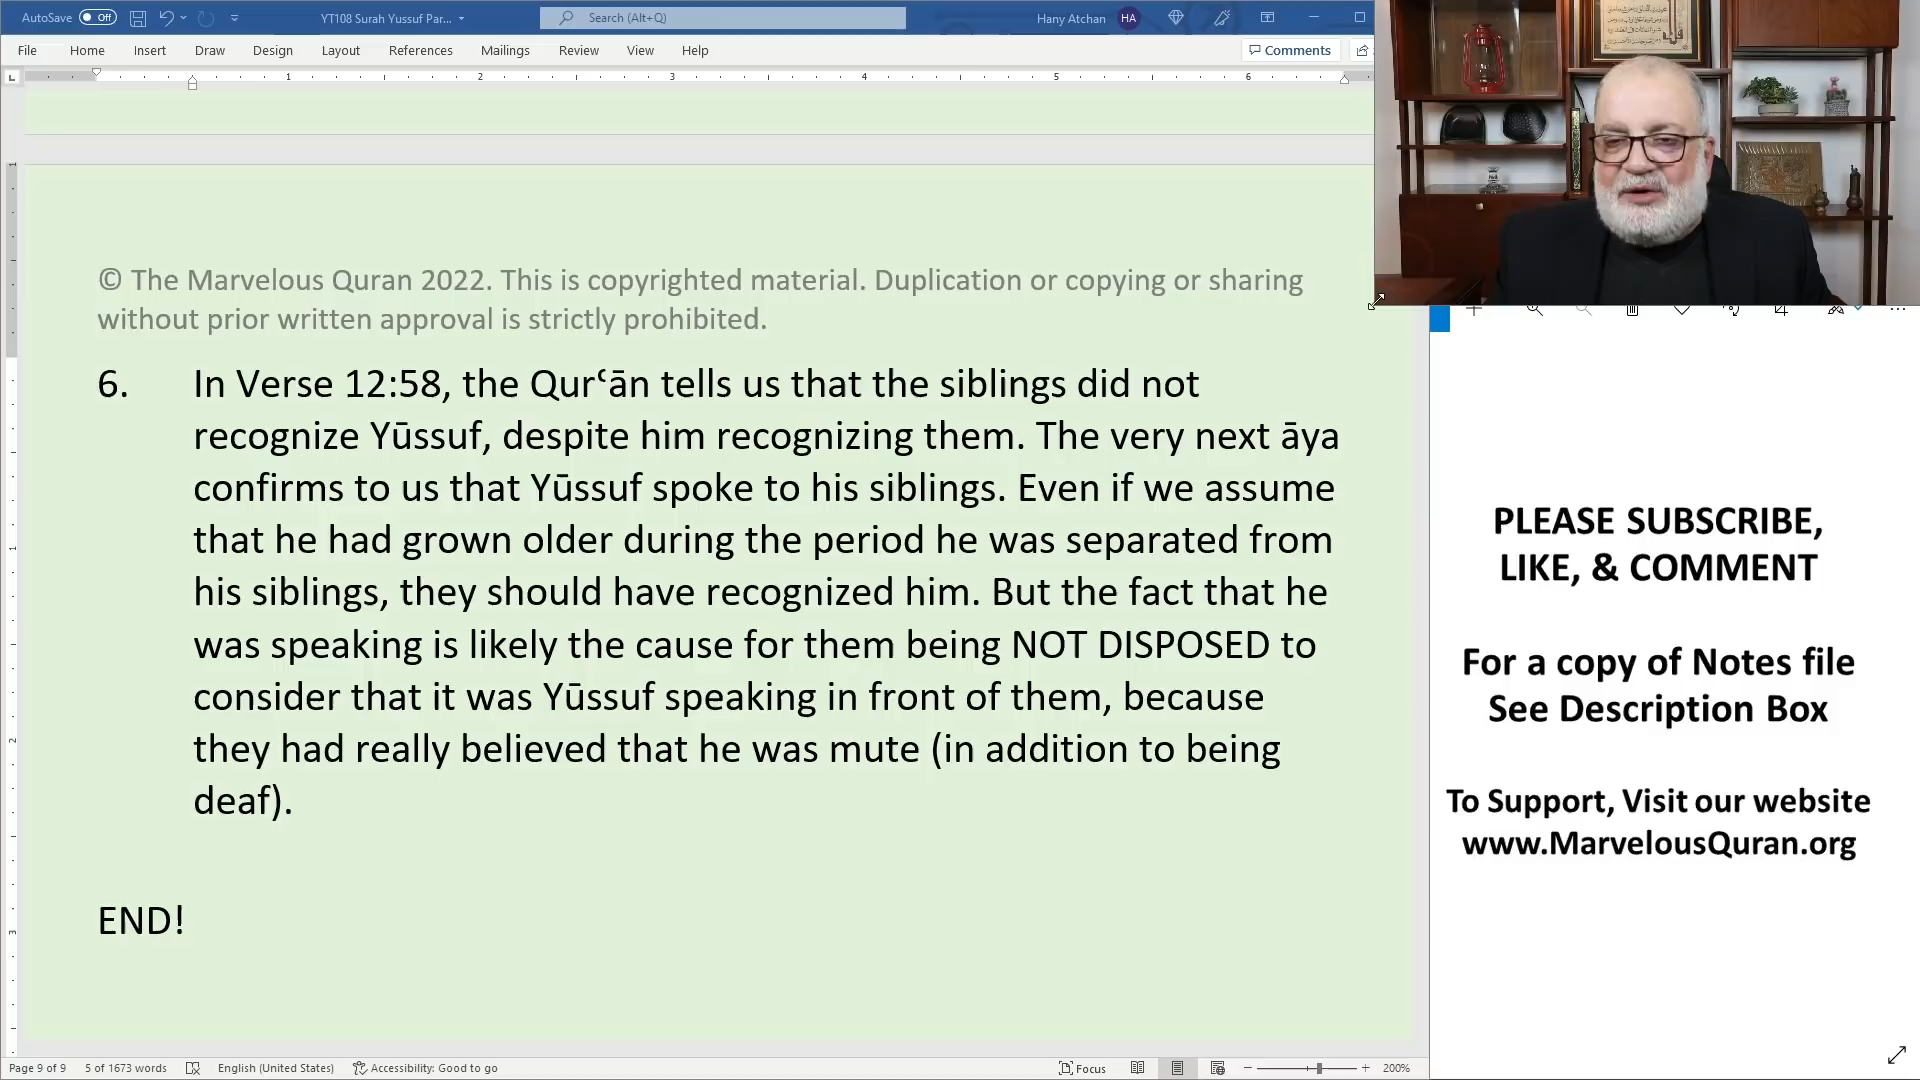 AutoSave Off YT108 Surah Yussuf Par... Search (Alt+Q) Hany Atchan HA
File Home Insert Draw Design Layout References Mailings Review View Help Comments
1 2 3 4 5 6
© The Marvelous Quran 2022. This is copyrighted material. Duplication or copying or sharing
without prior written approval is strictly prohibited.
6. In Verse 12:58, the Qurʿān tells us that the siblings did not
recognize Yūssuf, despite him recognizing them. The very next āya
confirms to us that Yūssuf spoke to his siblings. Even if we assume
that he had grown older during the period he was separated from
his siblings, they should have recognized him. But the fact that he
was speaking is likely the cause for them being NOT DISPOSED to
consider that it was Yūssuf speaking in front of them, because
they had really believed that he was mute (in addition to being
deaf).
END!
PLEASE SUBSCRIBE,
LIKE, & COMMENT
For a copy of Notes file
See Description Box
To Support, Visit our website
www.MarvelousQuran.org
Page 9 of 9 5 of 1673 words English (United States) Accessibility: Good to go Focus 200%